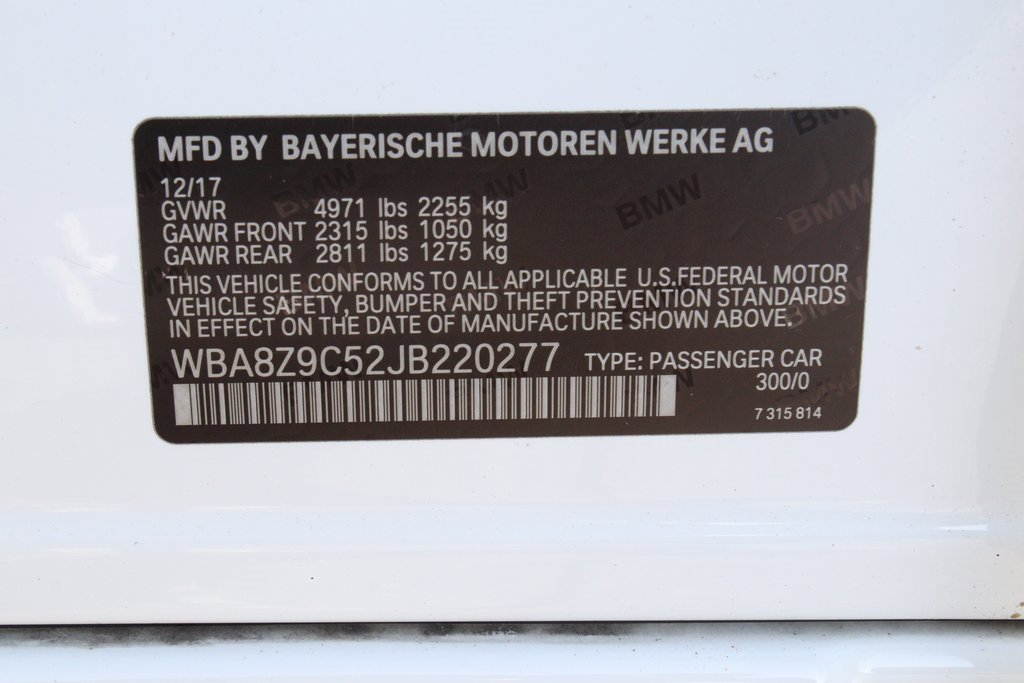 MFD BY BAYERISCHE MOTOREN WERKE AG
12/17
GVWR 4971 lbs 2255 kg
GAWR FRONT 2315 lbs 1050 kg
GAWR REAR 2811 lbs 1275 kg
THIS VEHICLE CONFORMS TO ALL APPLICABLE U.S.FEDERAL MOTOR
VEHICLE SAFETY, BUMPER AND THEFT PREVENTION STANDARDS
IN EFFECT ON THE DATE OF MANUFACTURE SHOWN ABOVE.
WBA8Z9C52JB220277 TYPE: PASSENGER CAR
300/0
7 315 814